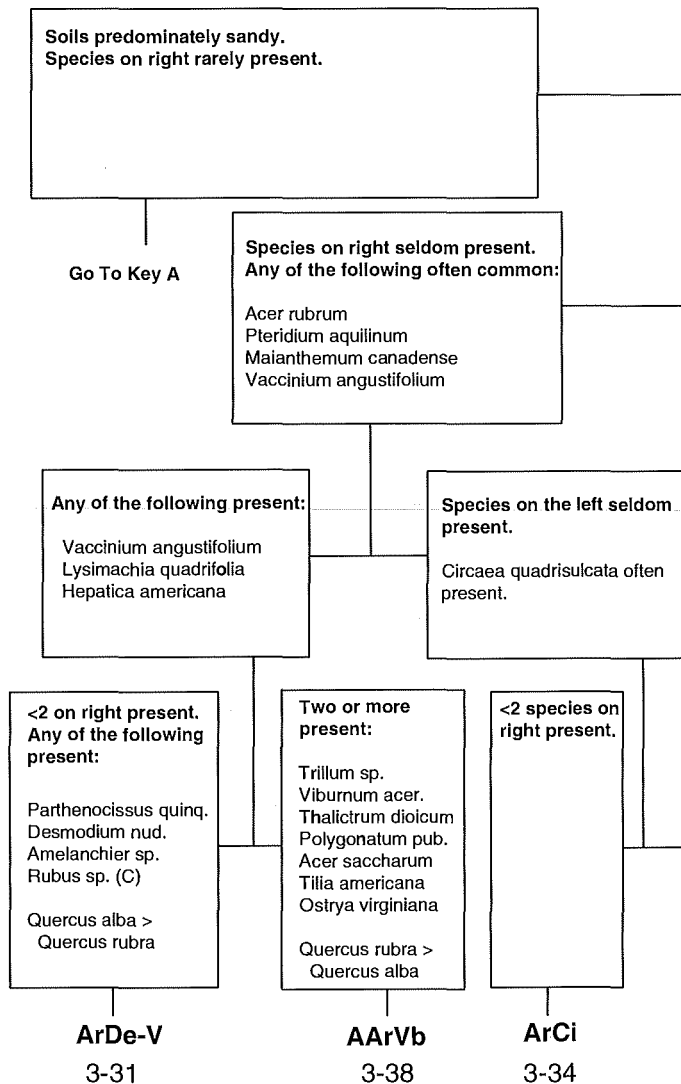 Soils predominately sandy.
Species on right rarely present.
Go To Key A
Species on right seldom present.
Any of the following often common:
Acer rubrum
Pteridium aquilinum
Maianthemum canadense
Vaccinium angustifolium
Any of the following present:
Vaccinium angustifolium
Lysimachia quadrifolia
Hepatica americana
Species on the left seldom
present.
Circaea quadrisulcata often
present.
<2 on right present.
Any of the following
present:
Parthenocissus quinq.
Desmodium nud.
Amelanchier sp.
Rubus sp. (C)
Quercus alba >
Quercus rubra
Two or more
present:
Trillum sp.
Viburnum acer.
Thalictrum dioicum
Polygonatum pub.
Acer saccharum
Tilia americana
Ostrya virginiana
Quercus rubra >
Quercus alba
<2 species on
right present.
ArDe-V
3-31
AArVb
3-38
ArCi
3-34